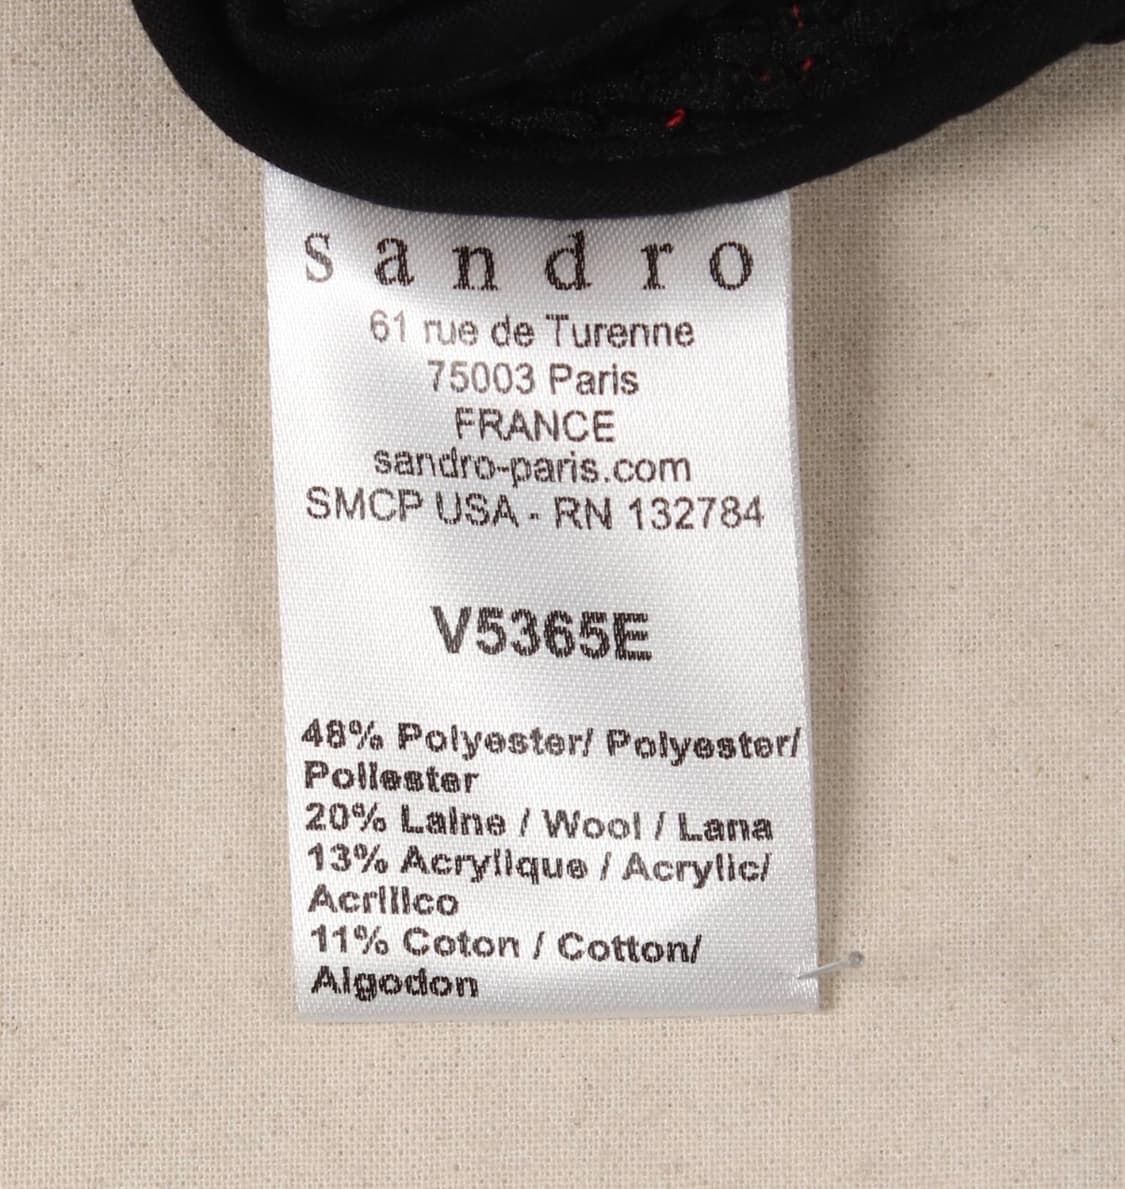 sandro
61 rue de Turenne
75003 Paris
FRANCE
sandro-paris.com
SMCP USA - RN 132784
V5365E
48% Polyester/ Polyester/
Poliester
20% Laine / Wool / Lana
13% Acrylique / Acrylic/
Acrilico
11% Coton / Cotton/
Algodon